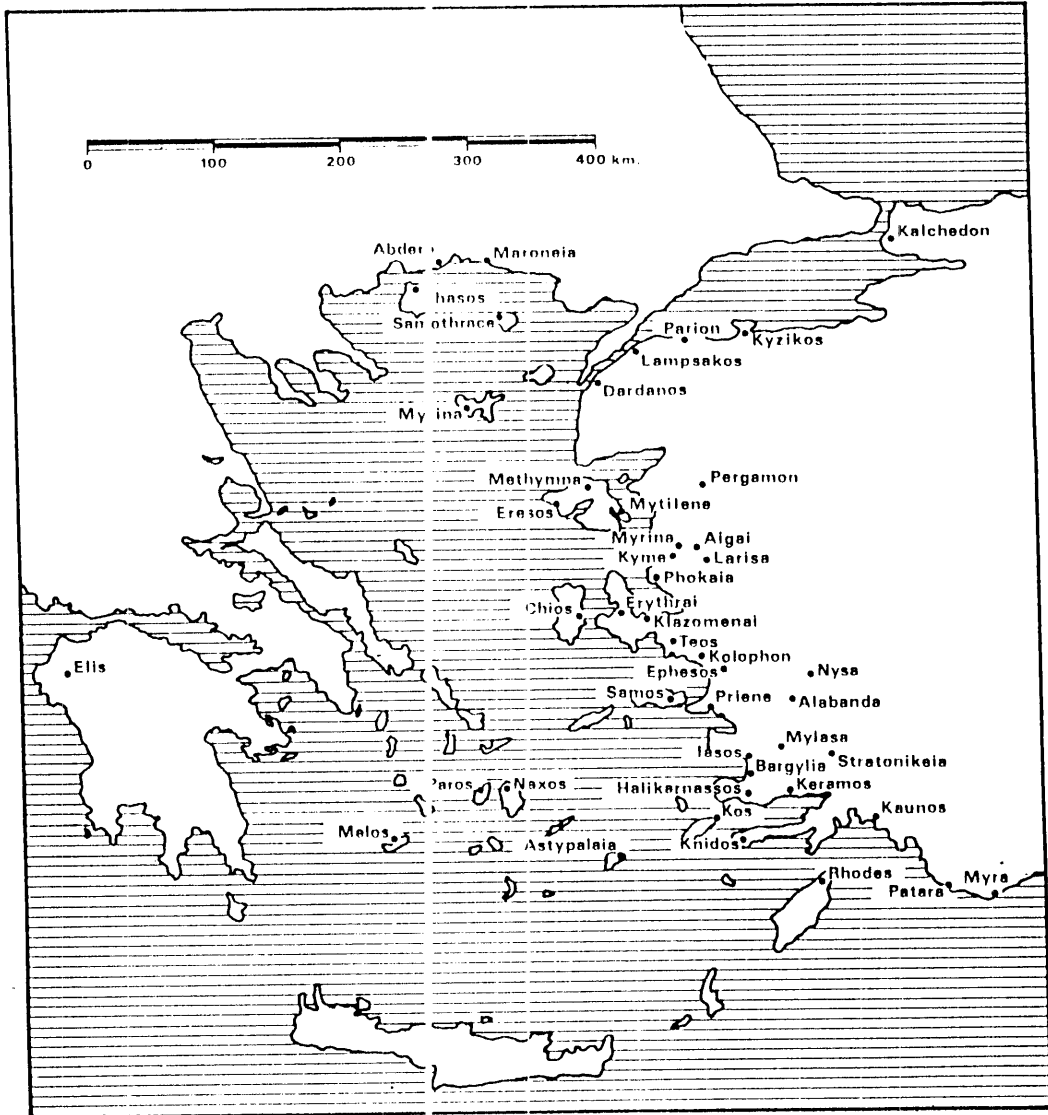 0 100 200 300 400 km.
Kalchedon
Maroneia
Parion
Kyzikos
Lampsakos
Dardanos
Methymna
Pergamon
Eresos
Mytilene
Myrina
Aigai
Kyme
Larisa
Phokaia
Chios
Erythrai
Klazomenai
Teos
Kolophon
Elis
Ephesos
Nysa
Samos
Priene
Alabanda
Mylasa
Iasos
Stratonikeia
Bargylia
Naxos
Halikarnassos
Keramos
Kos
Kaunos
Melos
Astypalaia
Knidos
Rhodes
Patara
Myra